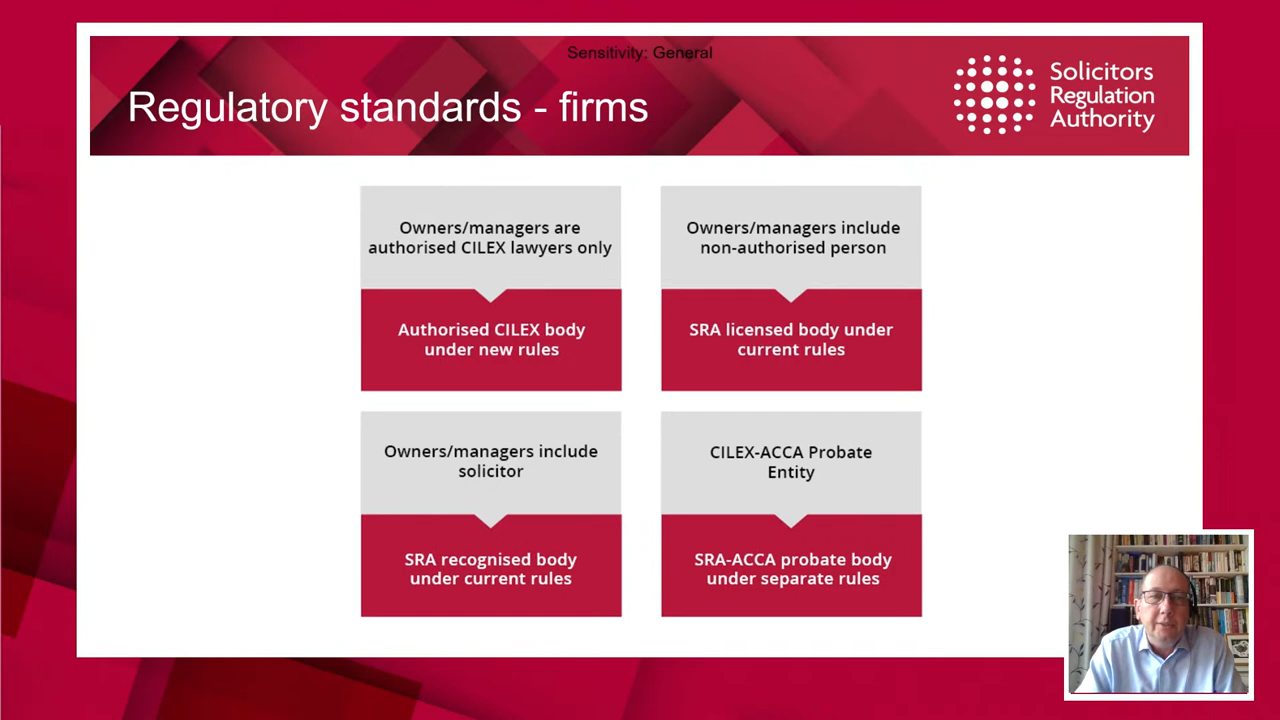 Sensitivity: General
Regulatory standards - firms
Solicitors
Regulation
Authority
Owners/managers are
authorised CILEX lawyers only
Authorised CILEX body
under new rules
Owners/managers include
non-authorised person
SRA licensed body under
current rules
Owners/managers include
solicitor
SRA recognised body
under current rules
CILEX-ACCA Probate
Entity
SRA-ACCA probate body
under separate rules